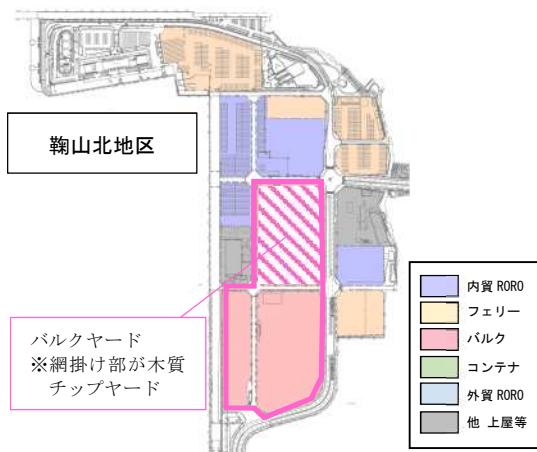 鞠山北地区
バルクヤード
※網掛け部が木質
チップヤード
内貿 RORO
フェリー
バルク
コンテナ
外貿 RORO
他 上屋等